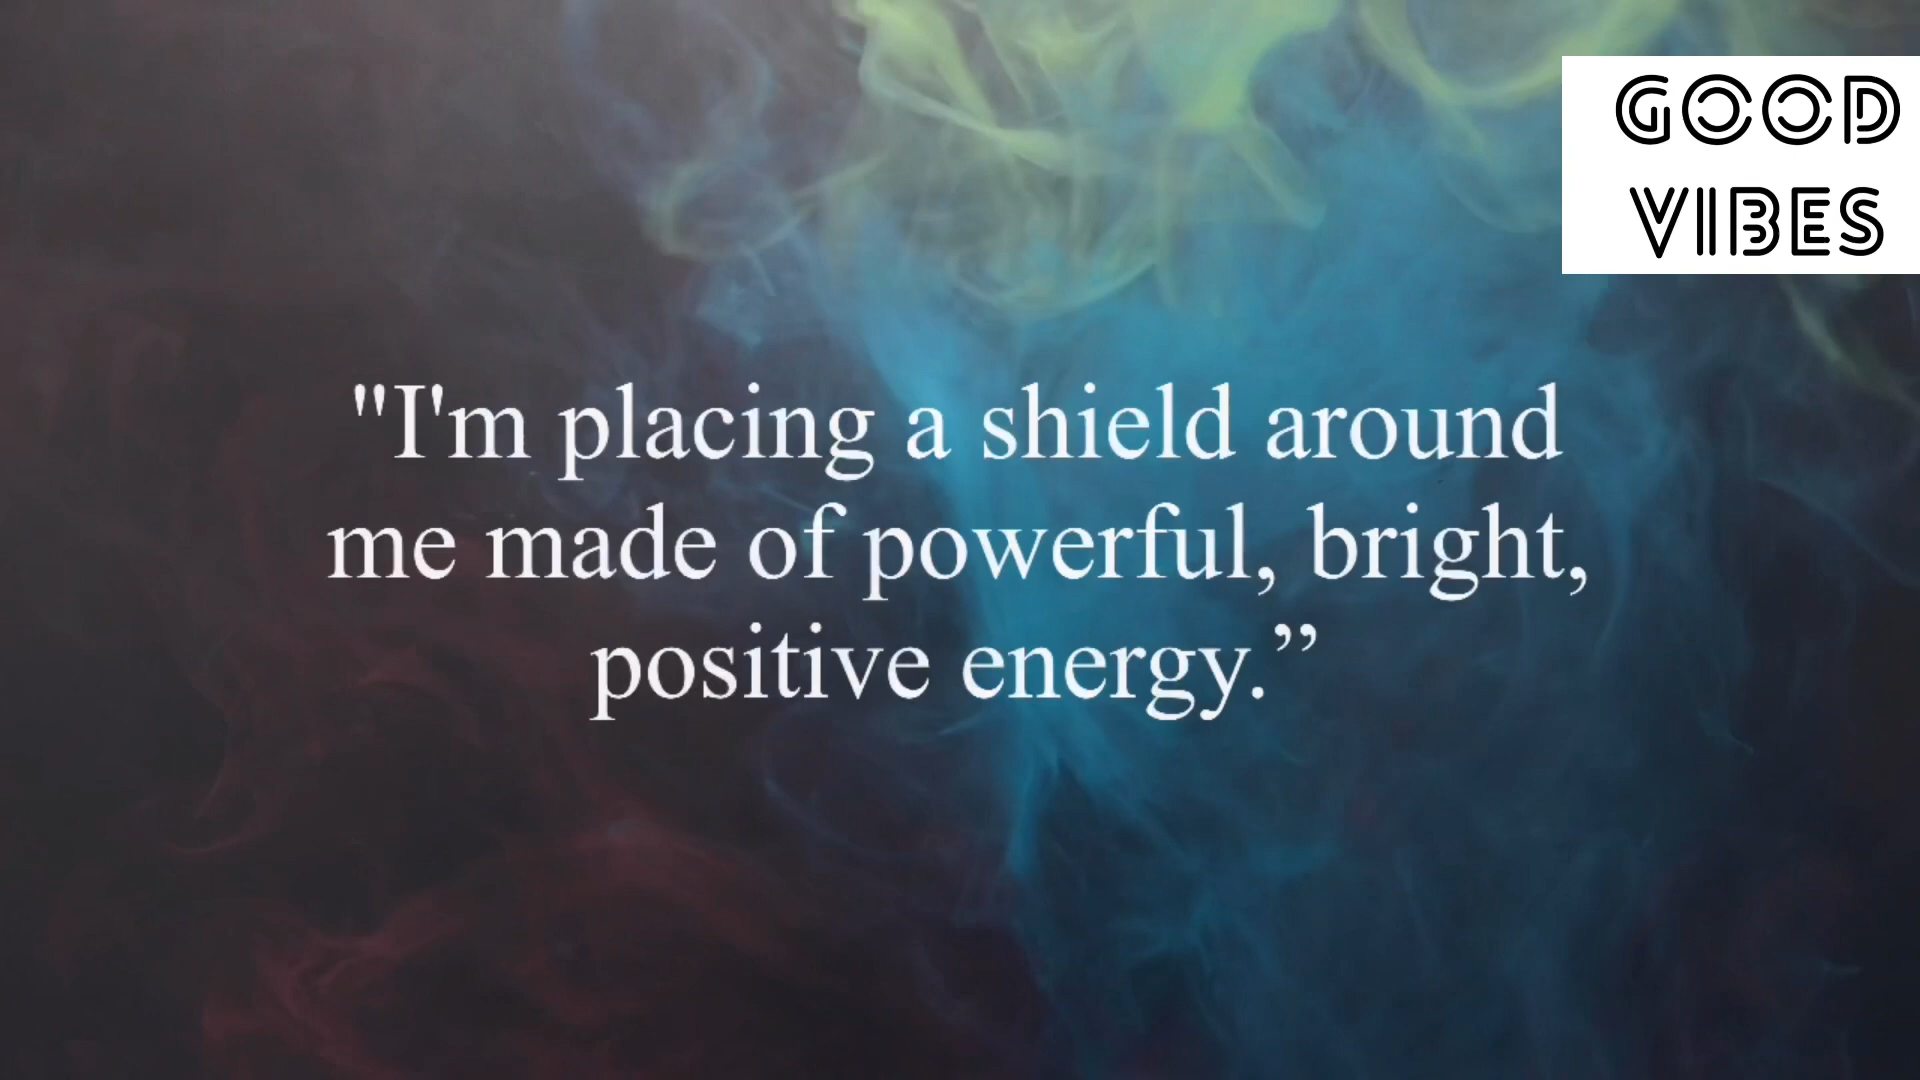 GOOD
VIBES
"I'm placing a shield around
me made of powerful, bright,
positive energy.”